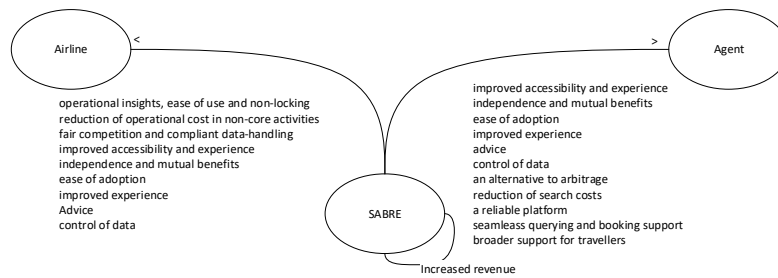 Airline
<
>
Agent
operational insights, ease of use and non-locking
reduction of operational cost in non-core activities
fair competition and compliant data-handling
improved accessibility and experience
independence and mutual benefits
ease of adoption
improved experience
Advice
control of data
improved accessibility and experience
independence and mutual benefits
ease of adoption
improved experience
advice
control of data
an alternative to arbitrage
reduction of search costs
a reliable platform
seamleass querying and booking support
broader support for travellers
SABRE
Increased revenue